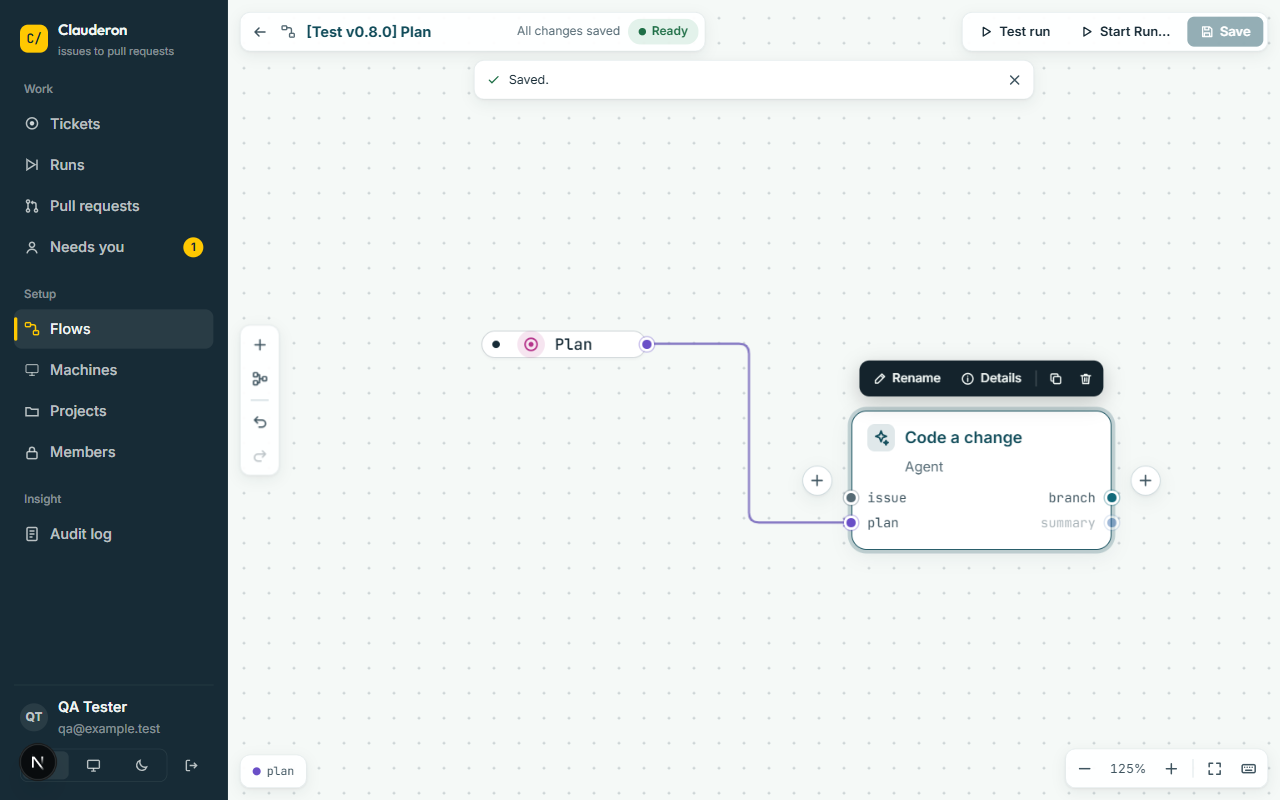 C/
Clauderon
issues to pull requests
Work
Tickets
Runs
Pull requests
Needs you
1
Setup
Flows
Machines
Projects
Members
Insight
Audit log
QT
QA Tester
qa@example.test
N
[Test v0.8.0] Plan
All changes saved
Ready
Test run
Start Run...
Save
Saved.
Plan
Rename
Details
Code a change
Agent
issue
branch
plan
summary
plan
125%